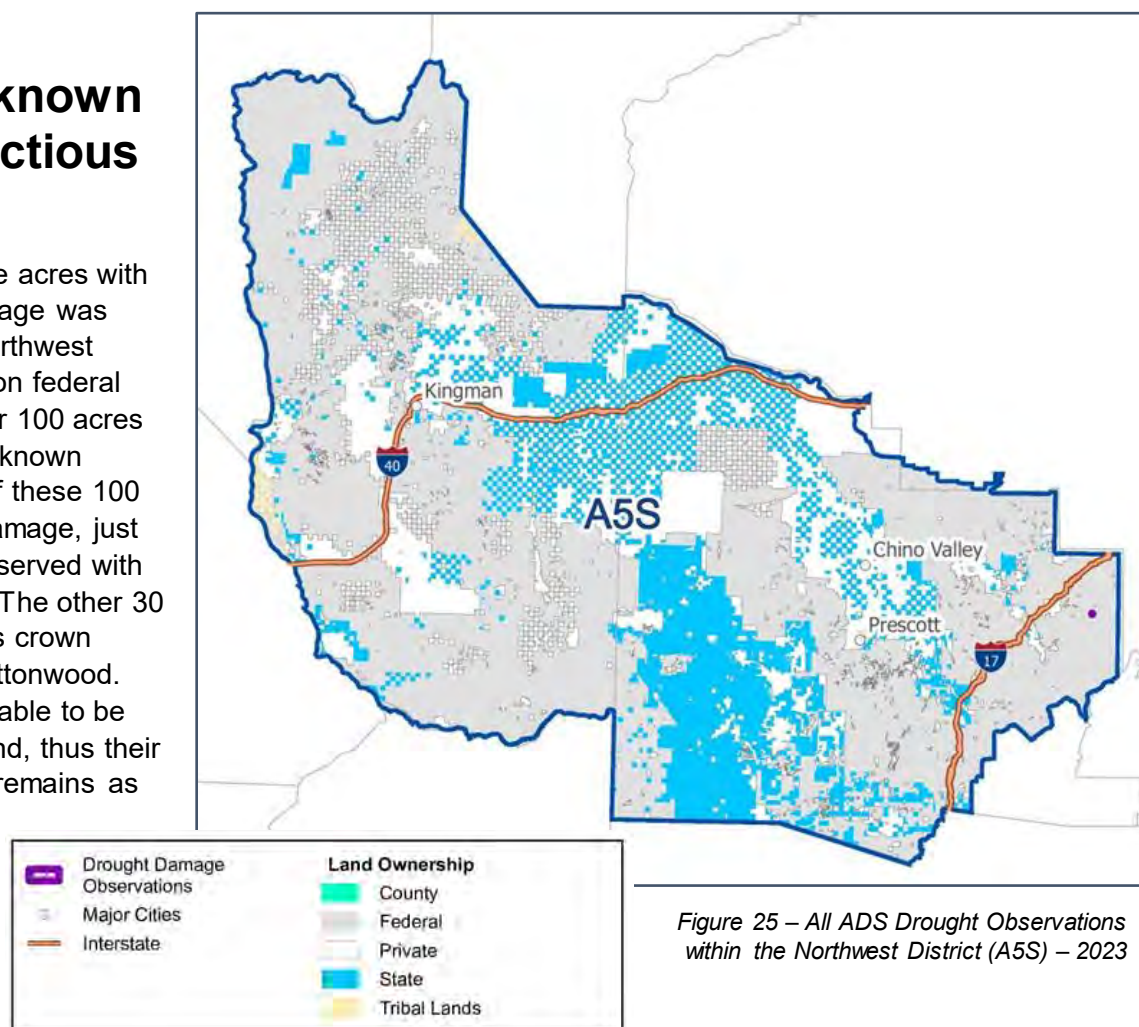 known
ctious
e acres with
age was
rthwest
on federal
r 100 acres
known
f these 100
amage, just
served with
The other 30
s crown
ttonwood.
able to be
nd, thus their
remains as
Kingman
40
A5S
Chino Valley
Prescott
17
Drought Damage
Observations
Major Cities
Interstate
Land Ownership
County
Federal
Private
State
Tribal Lands
Figure 25 – All ADS Drought Observations
within the Northwest District (A5S) – 2023